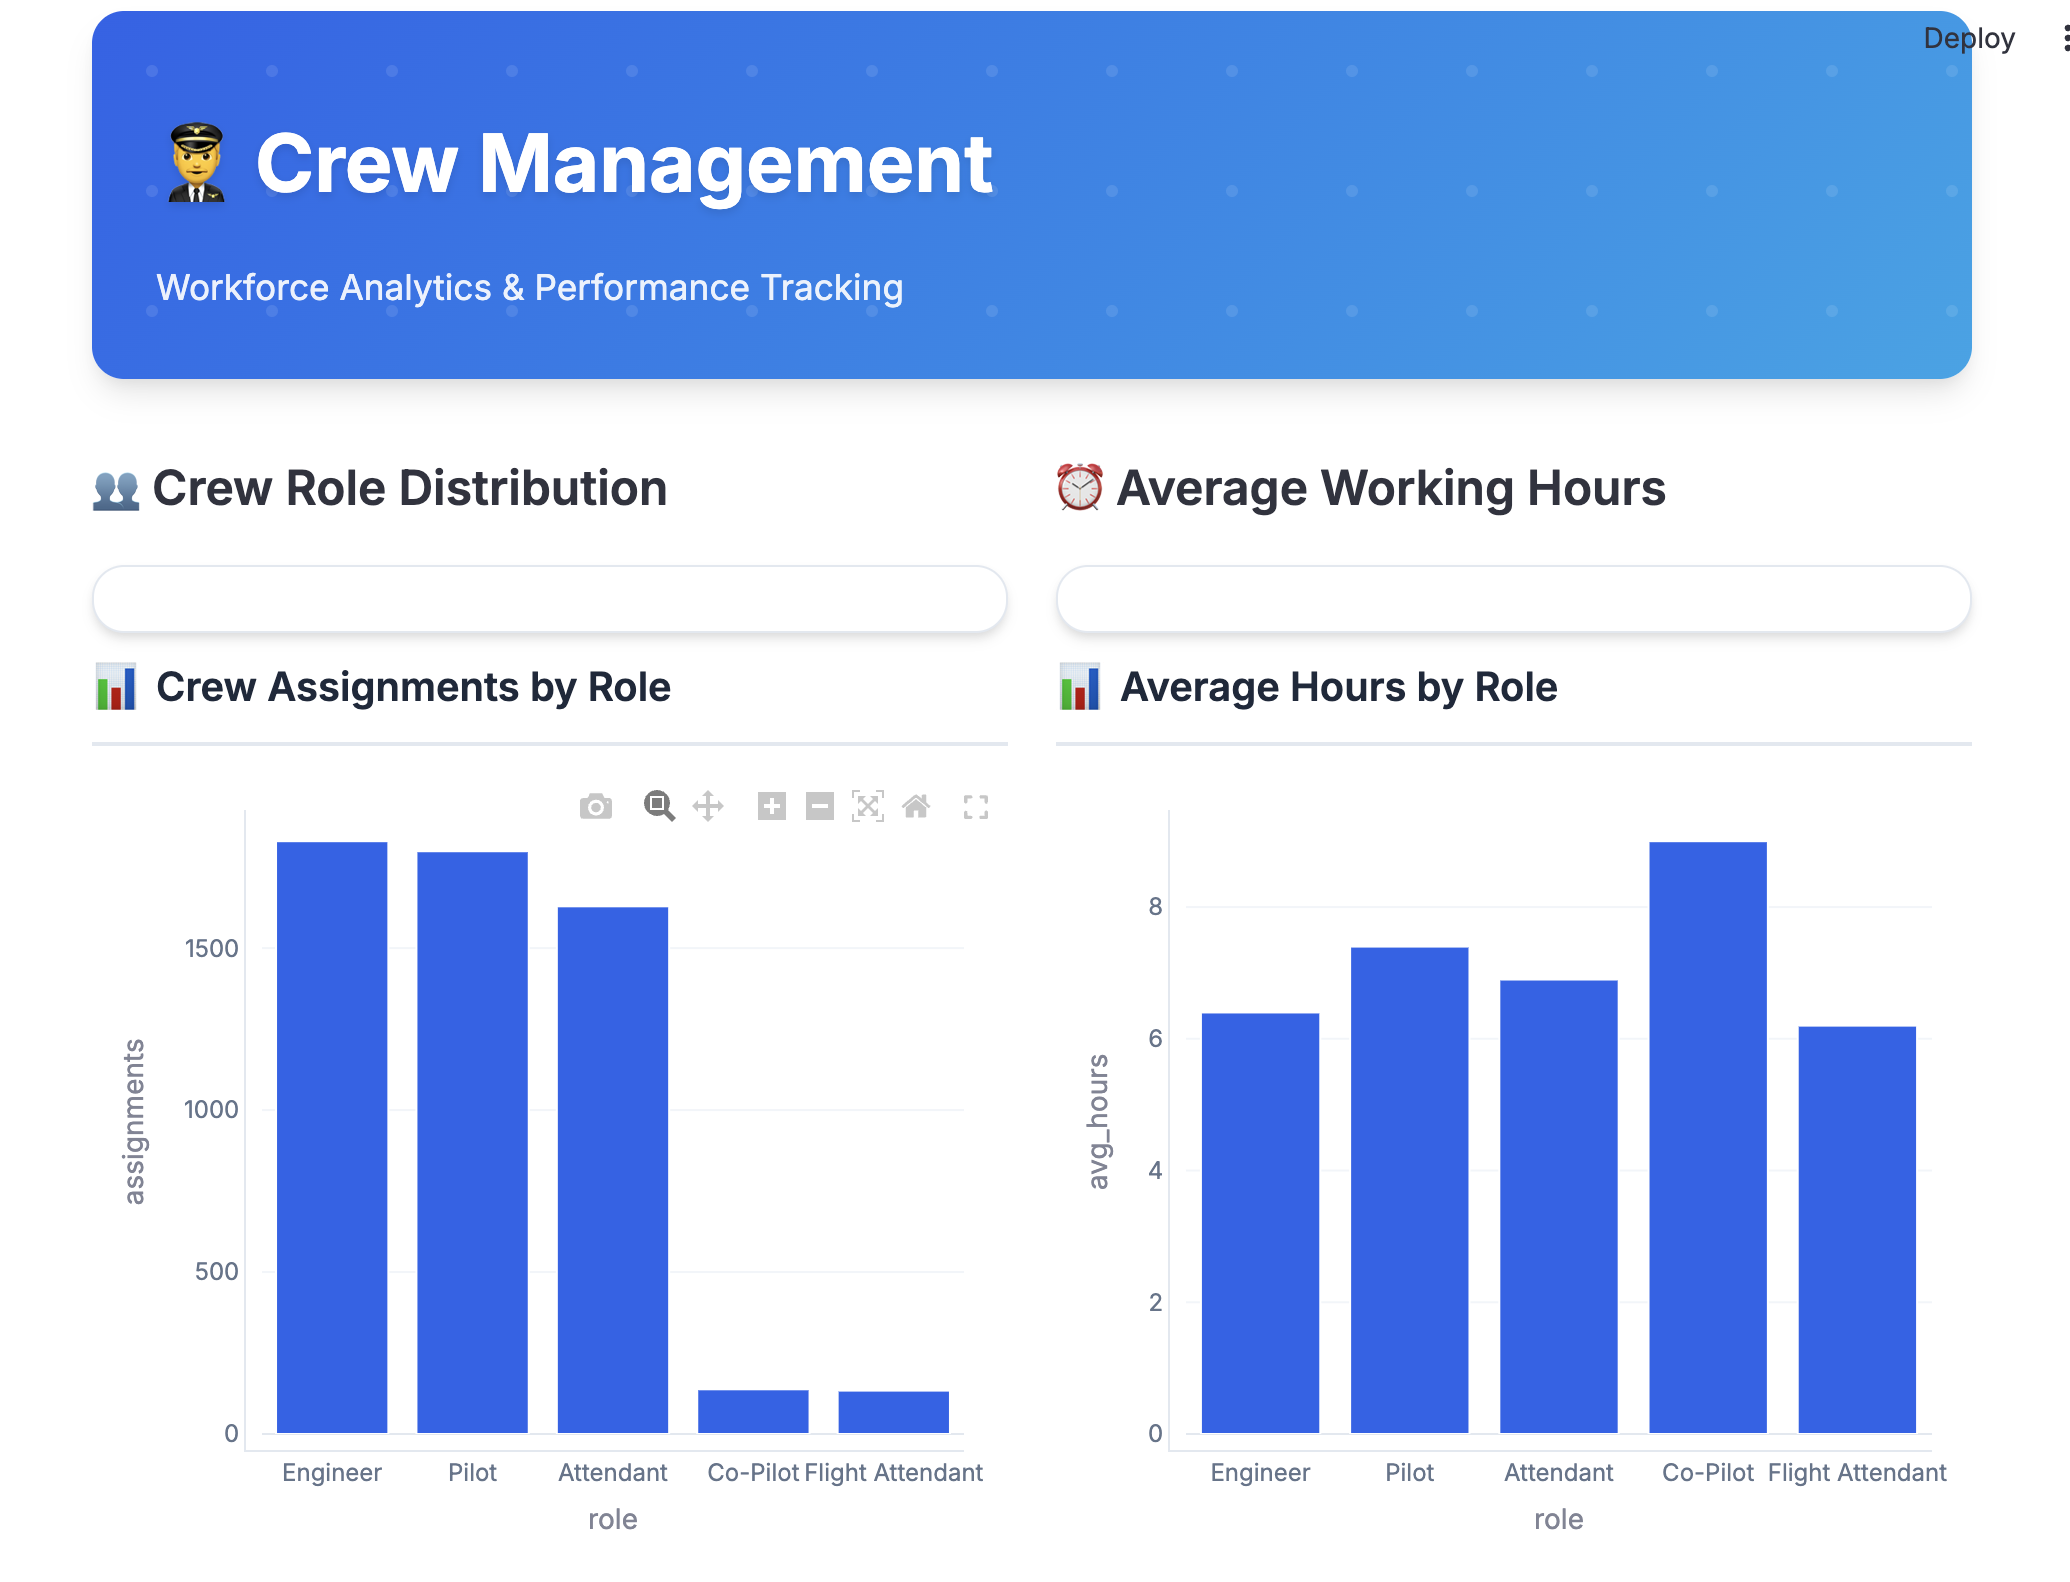 Deploy
Crew Management
Workforce Analytics & Performance Tracking
Crew Role Distribution
Crew Assignments by Role
assignments
1500
1000
500
0
Engineer Pilot Attendant Co-Pilot Flight Attendant
role
Average Working Hours
Average Hours by Role
avg_hours
8
6
4
2
0
Engineer Pilot Attendant Co-Pilot Flight Attendant
role